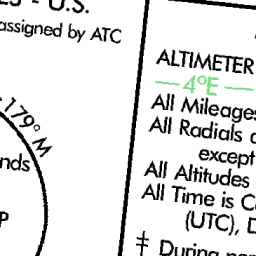 - U.S.
assigned by ATC
179° M
nds
P
ALTIMETER
4°E
All Mileages
All Radials
except
All Altitudes
All Time is
(UTC),
‡ During